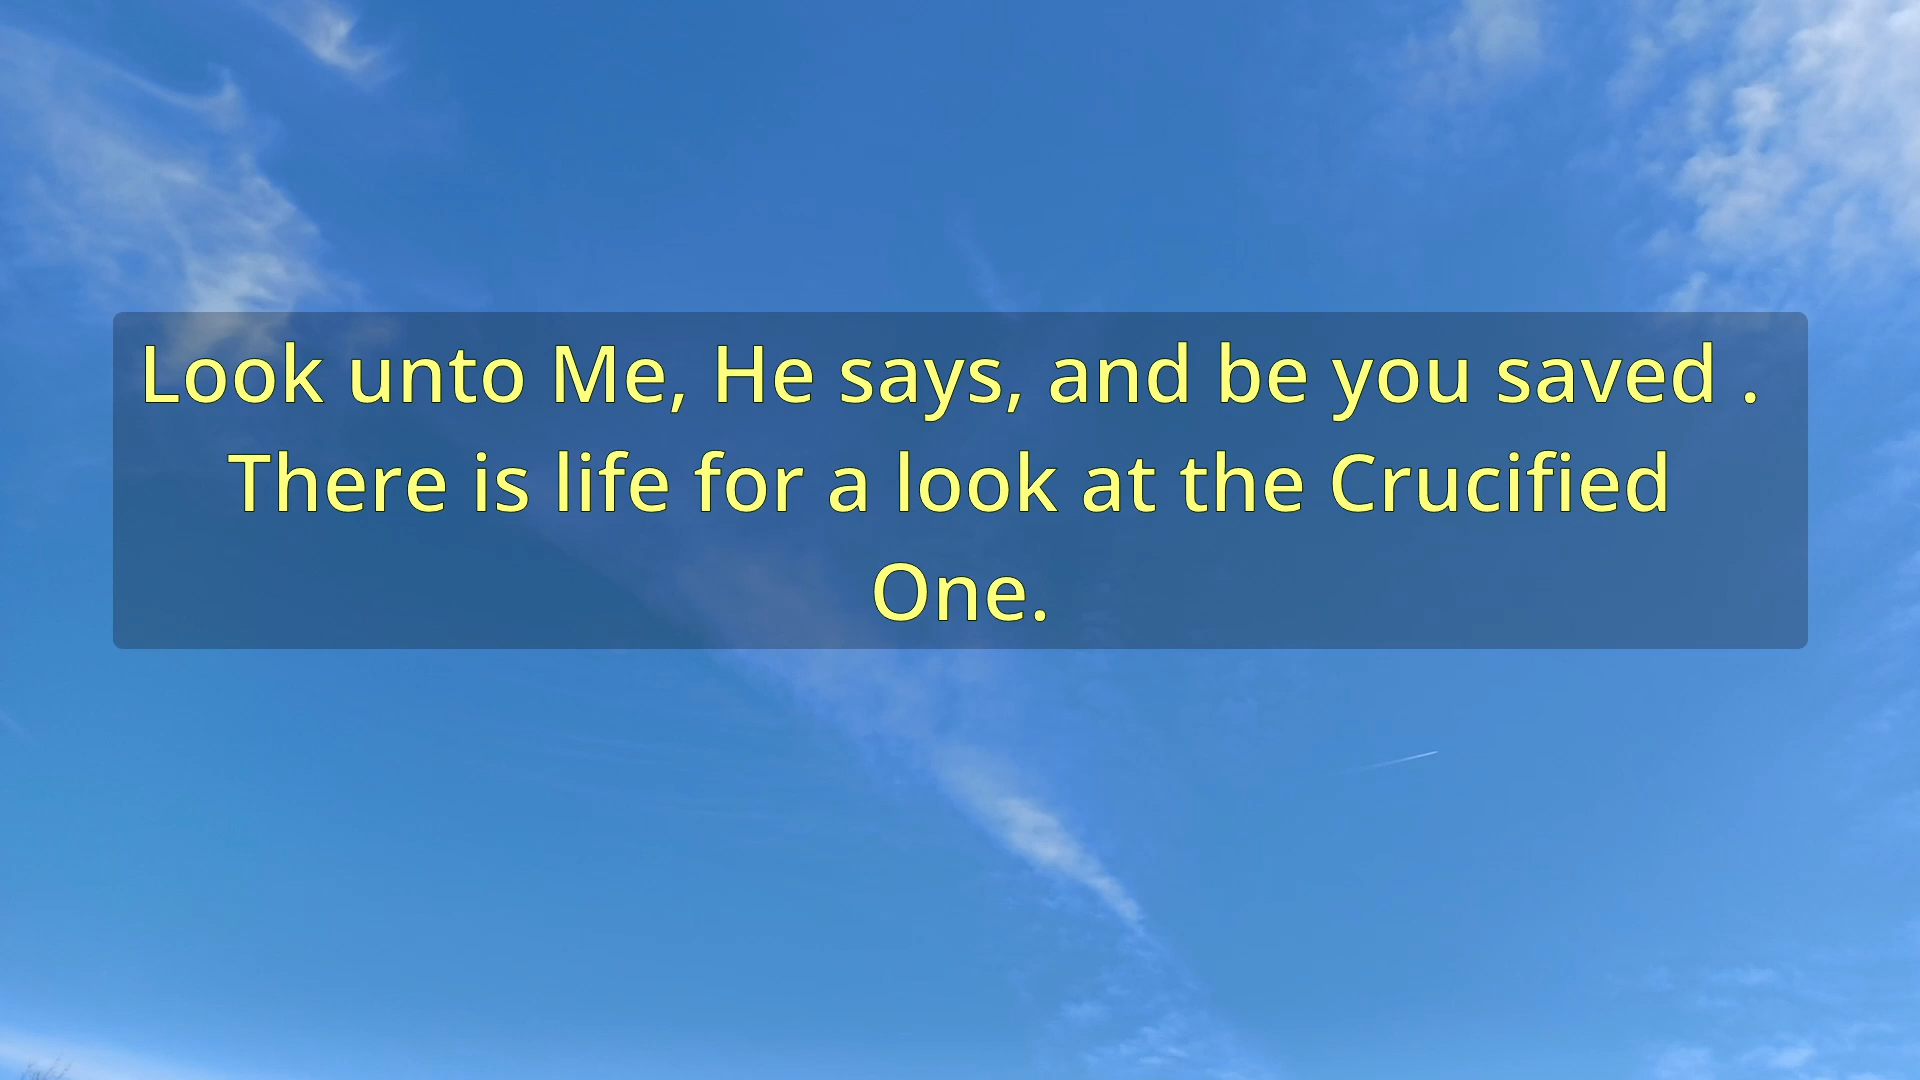 Look unto Me, He says, and be you saved .
There is life for a look at the Crucified
One.